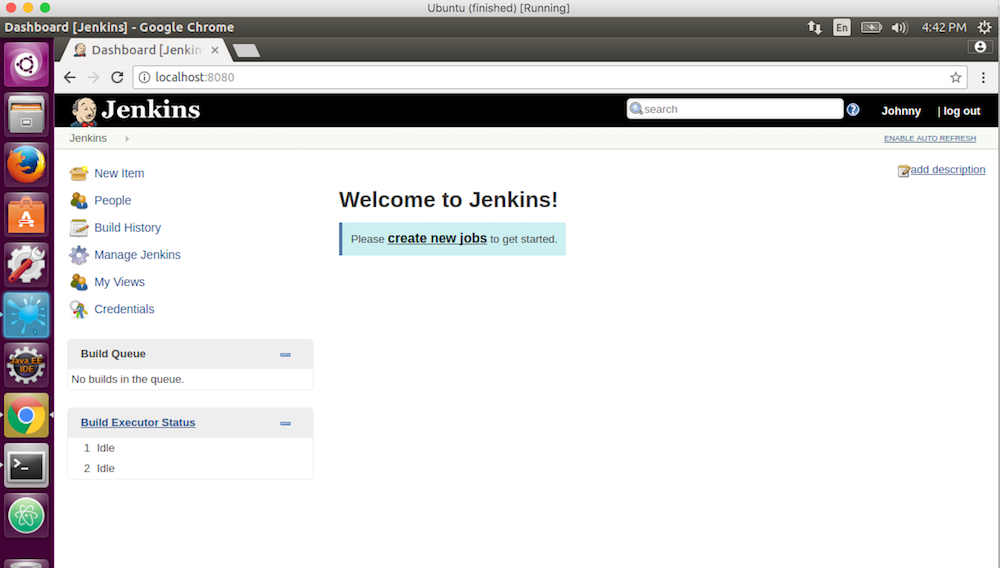 Ubuntu (finished) [Running]
Dashboard [Jenkins] - Google Chrome
En
4:42 PM
Dashboard [Jenkin
localhost:8080
Jenkins
search
Johnny
| log out
Jenkins
ENABLE AUTO REFRESH
New Item
People
Build History
Manage Jenkins
My Views
Credentials
add description
Welcome to Jenkins!
Please create new jobs to get started.
Build Queue
No builds in the queue.
Build Executor Status
1 Idle
2 Idle
Java EE
IDE